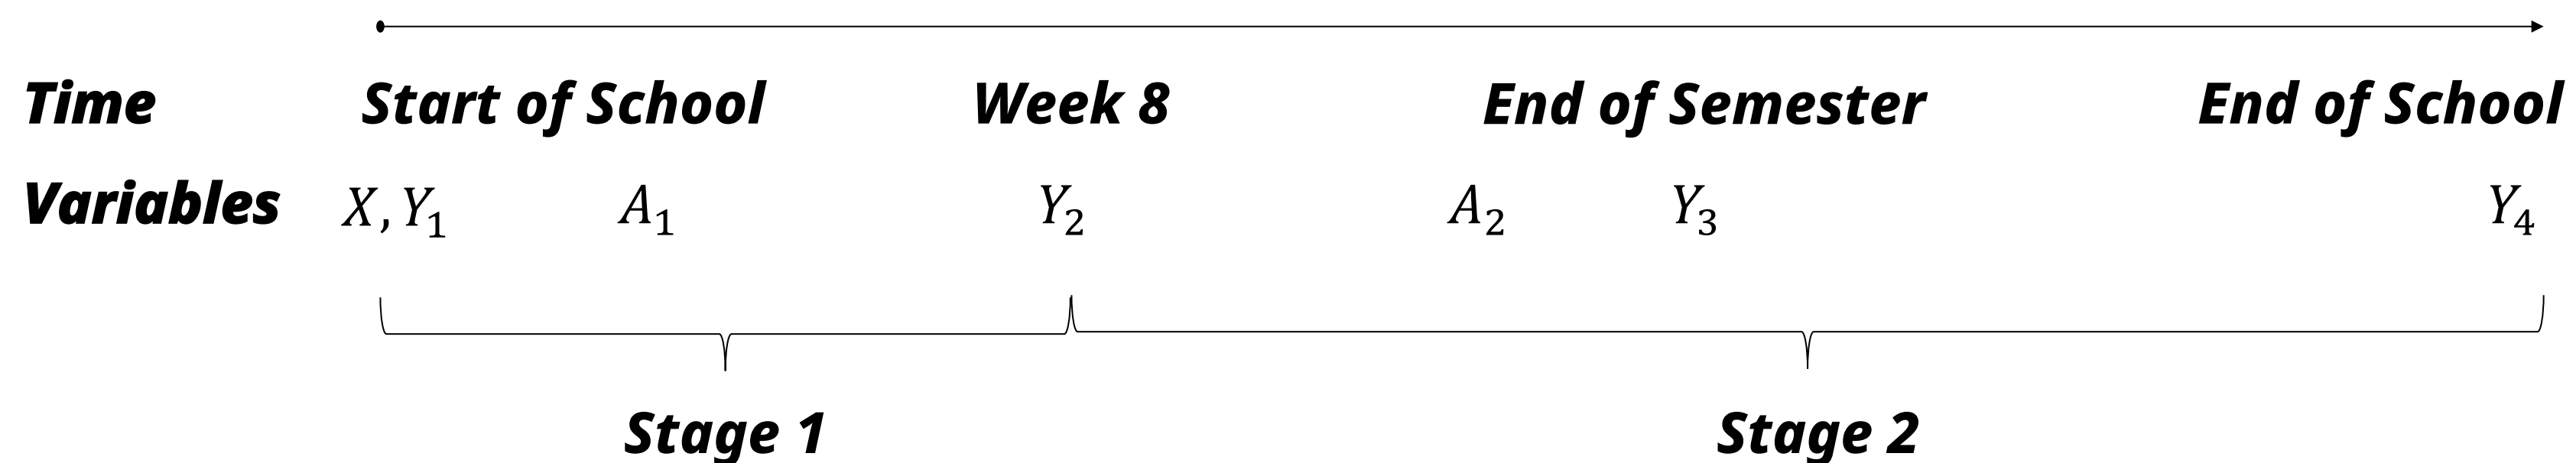 Time Start of School Week 8 End of Semester End of School
Variables X, Y₁ A₁ Y₂ A₂ Y₃ Y₄
Stage 1 Stage 2